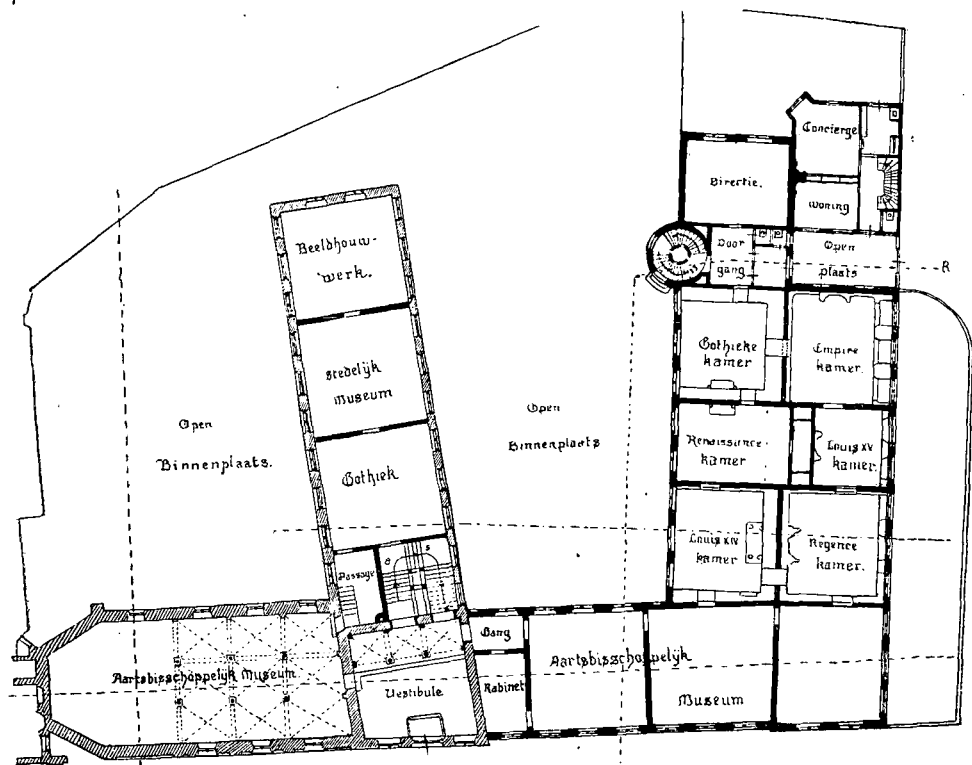 Concierge
Directie.
Woning
Beeldhouw-
werk.
Door
gang
Open
plaats
R
Gothieke
kamer
Empire
kamer.
stedelijk
Museum
Open
Binnenplaats.
Open
Binnenplaats
Renaissance-
kamer
Louis XV
kamer.
Gothiek
Louis XIV
kamer
Regence
kamer.
Passage
Gang
Aartsbisschoppelijk Museum
Vestibule
Kabinet
Aartsbisschoppelijk
Museum